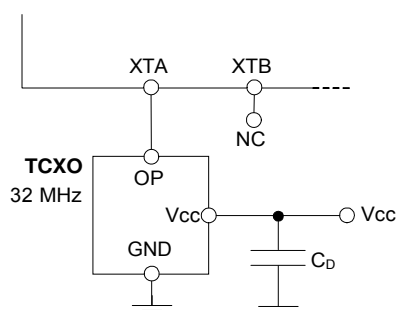 XTA
XTB
NC
TCXO
32 MHz
OP
Vcc
Vcc
GND
CD